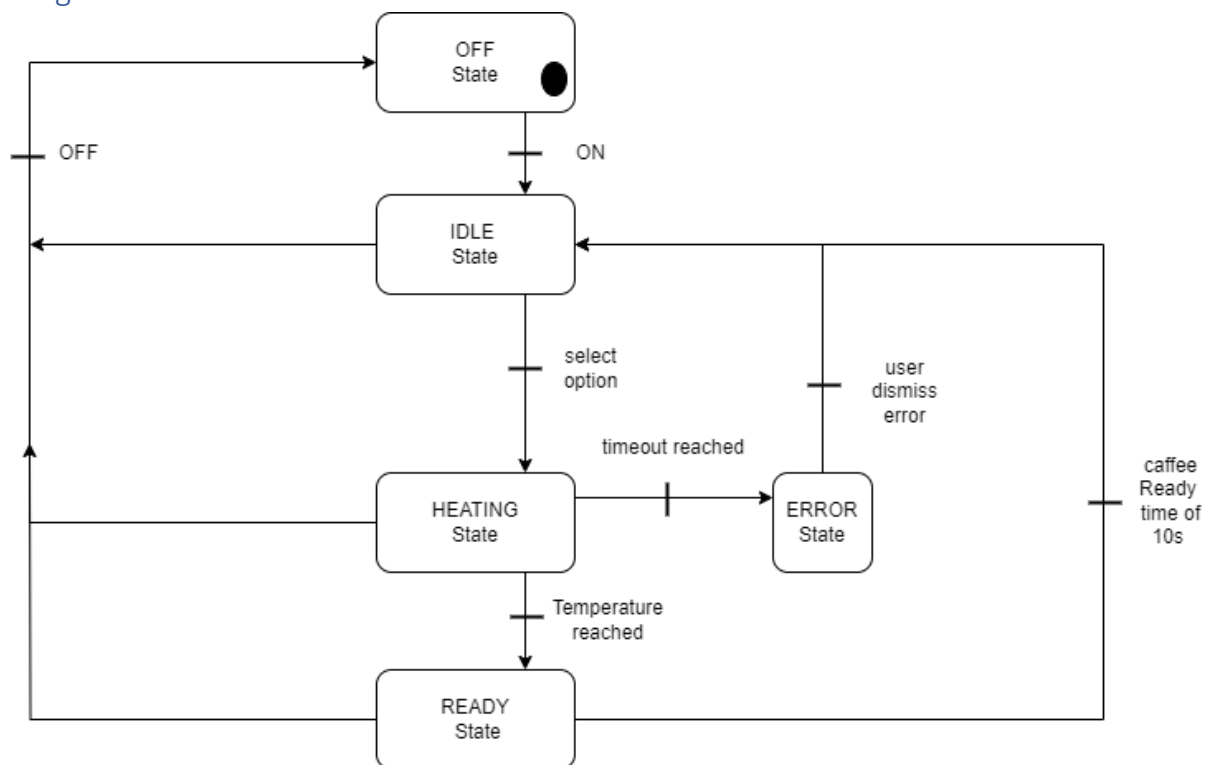 OFF
State
OFF
ON
IDLE
State
select
option
user
dismiss
error
timeout reached
HEATING
State
ERROR
State
caffee
Ready
time of
10s
Temperature
reached
READY
State